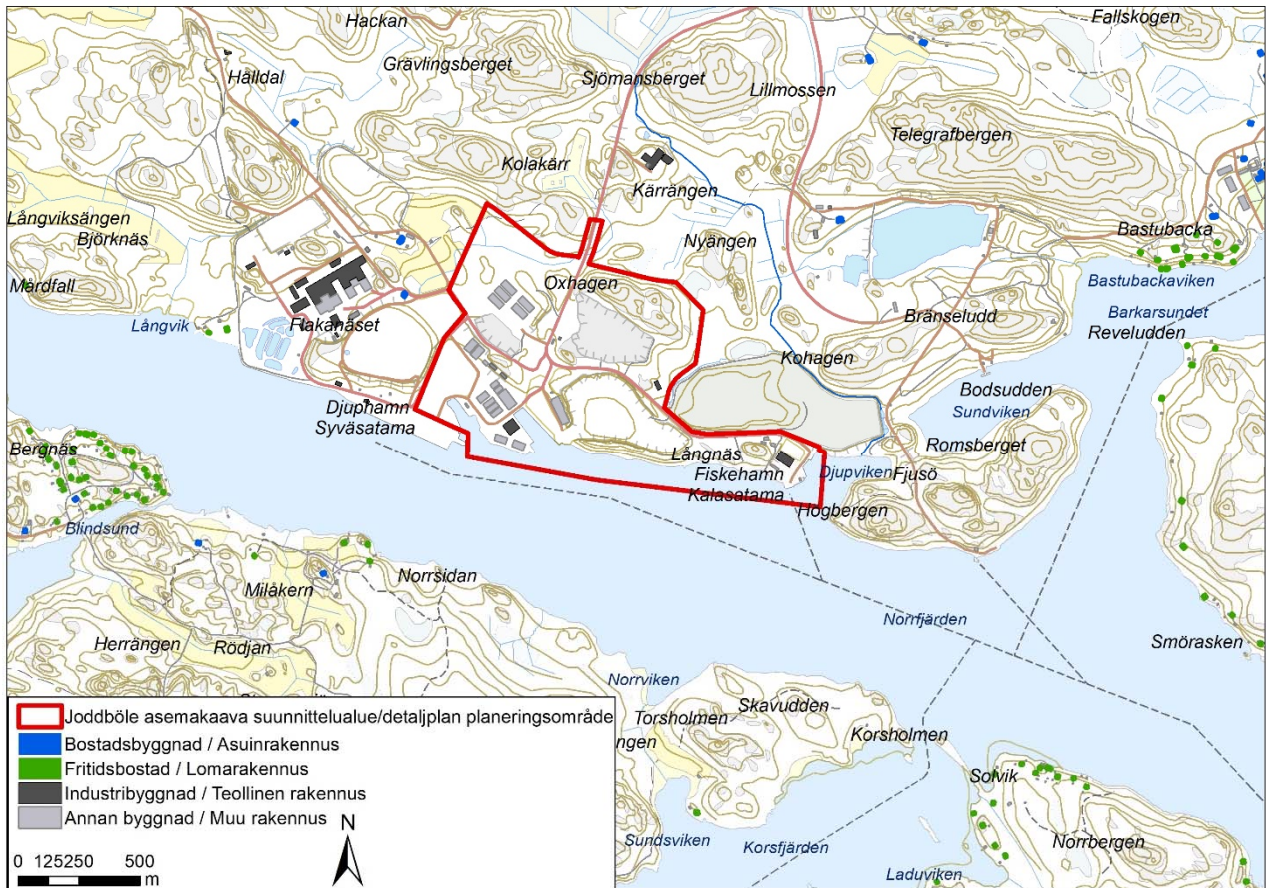 Hackan
Fallskogen
Grävlingsberget
Hälldal
Sjömansberget
Lillmossen
Telegrafbergen
Kolakärr
Kärrängen
Långviksängen
Björknäs
Nyängen
Bastubacka
Mårdfall
Oxhagen
Bastubackaviken
Barkarsundet
Reveludden
Långvik
Flakanäset
Bränseludd
Kohagen
Bodsudden
Sundviken
Djuphamn
Syväsatama
Romsberget
Bergnäs
Långnäs
Fiskehamn
Kalasatama
Djupviken
Fjusö
Högbergen
Blindsund
Norrsidan
Milåkern
Norrfjärden
Herrängen
Rödjan
Smörasken
Norrviken
Torsholmen
Skavudden
Korsholmen
ngen
Solvik
Sundsviken
Korsfjärden
Norrbergen
Laduviken
Joddböle asemakaava suunnittelualue/detaljplan planeringsområde
Bostadsbyggnad / Asuinrakennus
Fritidsbostad / Lomarakennus
Industribyggnad / Teollinen rakennus
Annan byggnad / Muu rakennus
N
0 125250 500
m